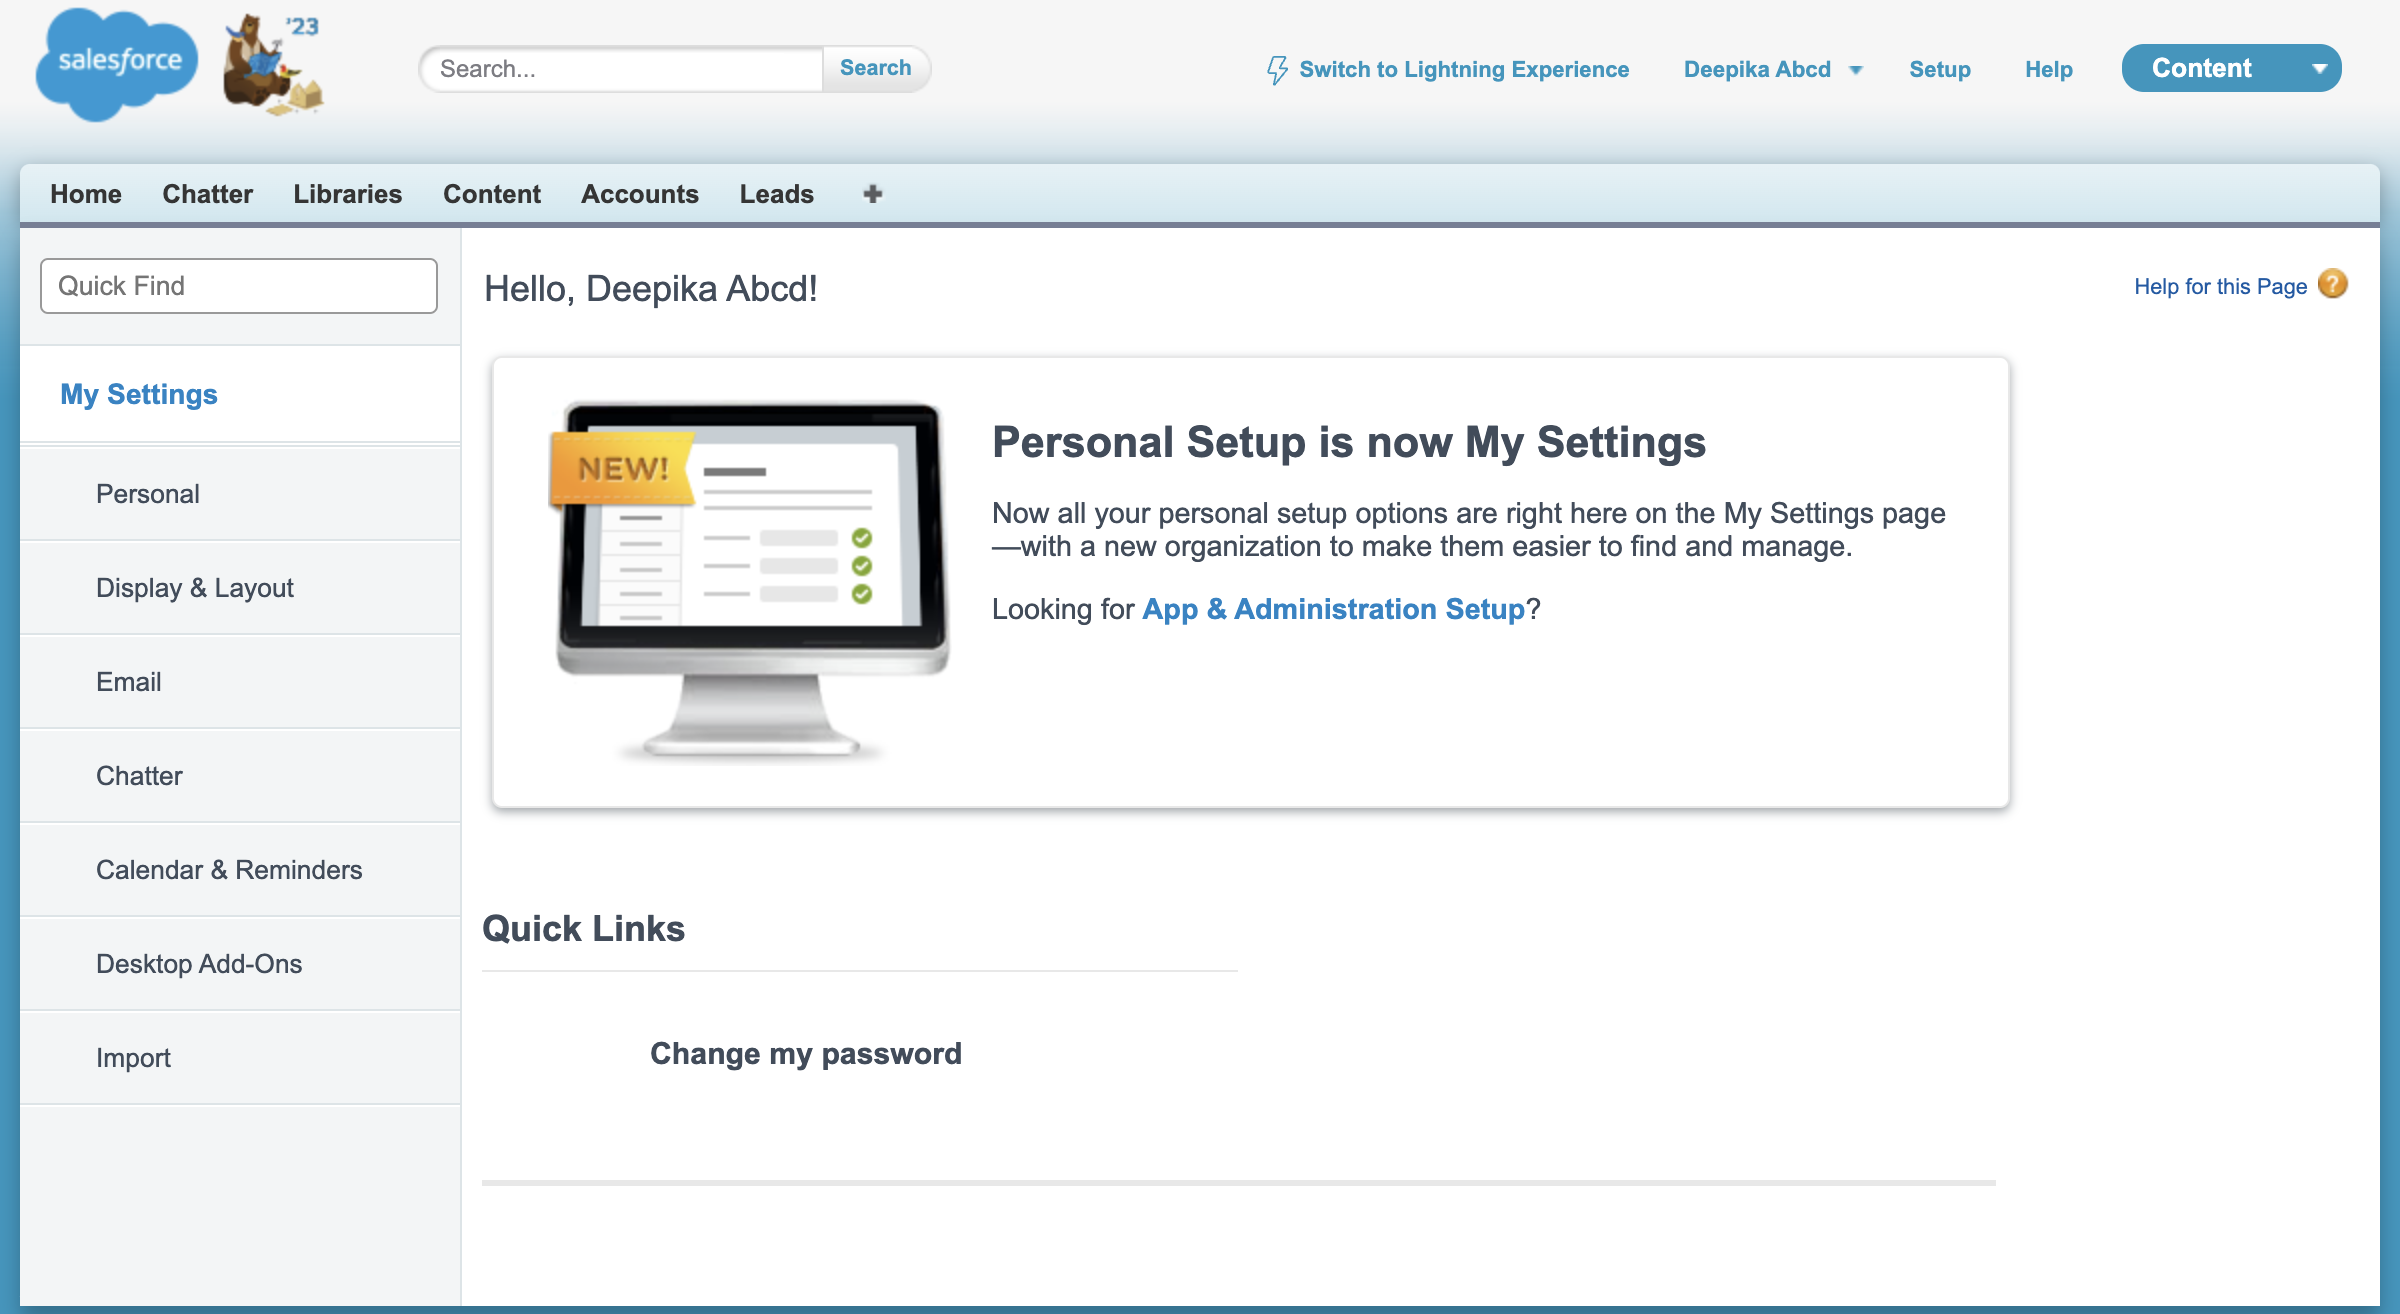 salesforce
'23
Search...
Search
Switch to Lightning Experience
Deepika Abcd
Setup
Help
Content
Home
Chatter
Libraries
Content
Accounts
Leads
Quick Find
My Settings
Personal
Display & Layout
Email
Chatter
Calendar & Reminders
Desktop Add-Ons
Import
Hello, Deepika Abcd!
Help for this Page
NEW!
Personal Setup is now My Settings
Now all your personal setup options are right here on the My Settings page
—with a new organization to make them easier to find and manage.
Looking for App & Administration Setup?
Quick Links
Change my password